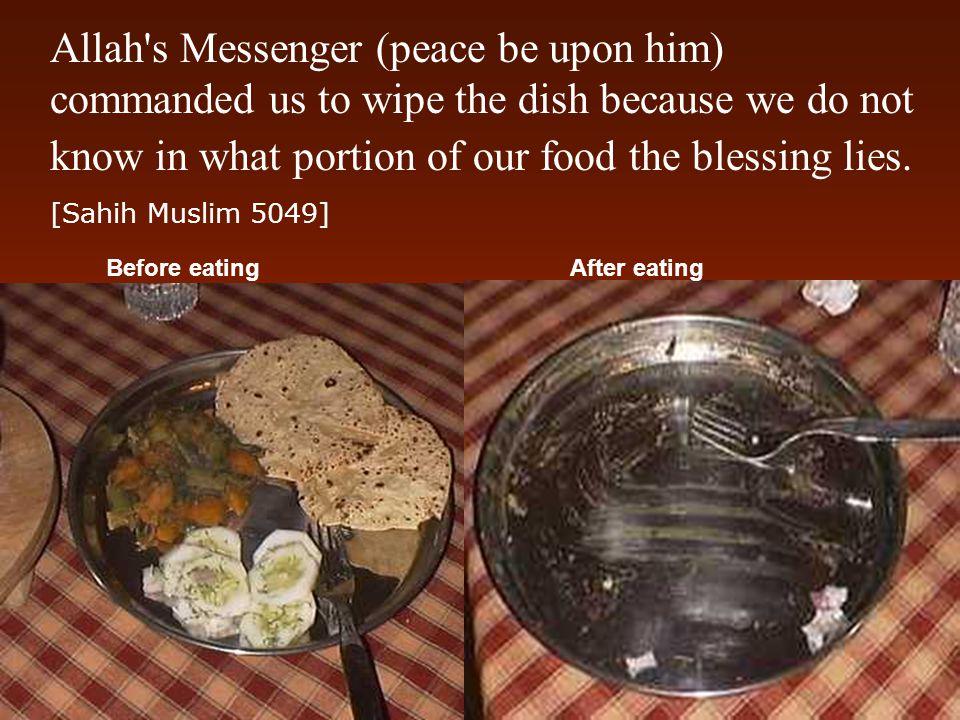 Allah's Messenger (peace be upon him)
commanded us to wipe the dish because we do not
know in what portion of our food the blessing lies.
[Sahih Muslim 5049]
Before eating
After eating